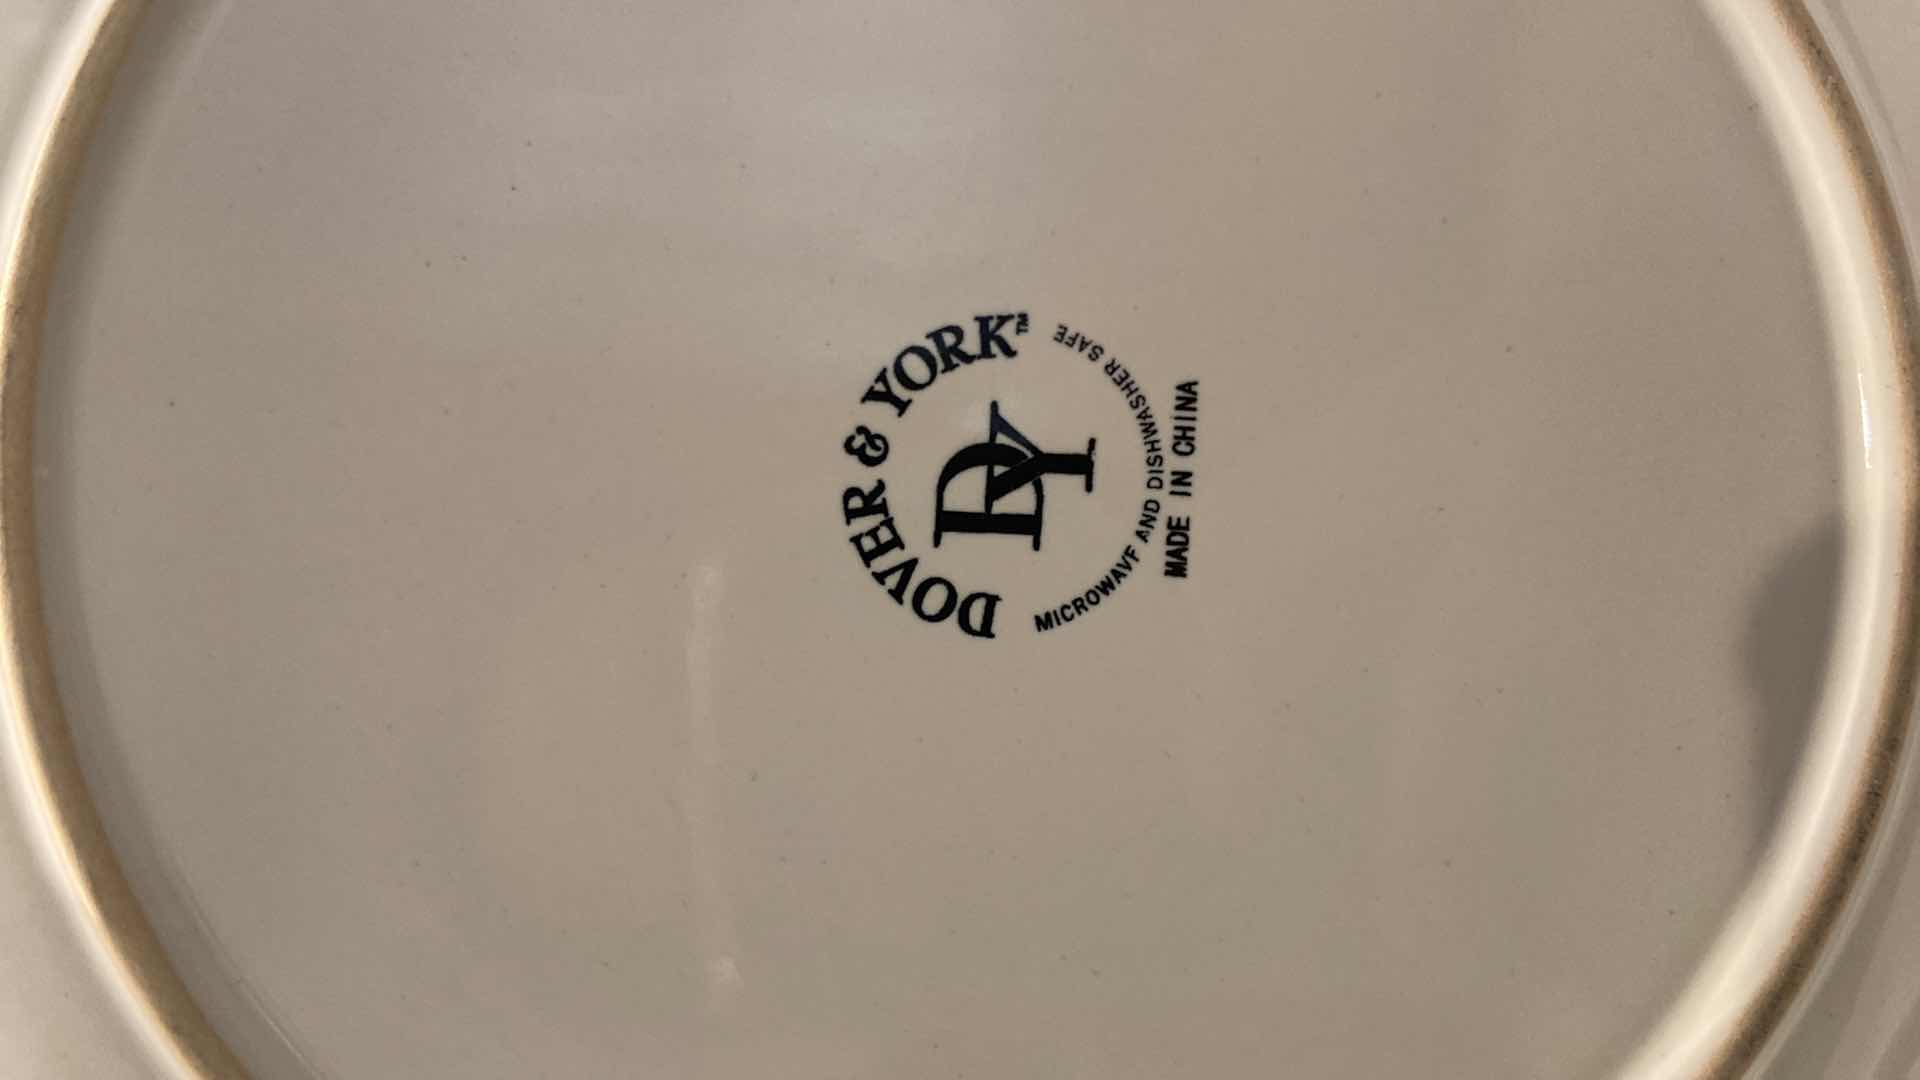 DOVER & YORK™
DY
MICROWAVE AND DISHWASHER SAFE
MADE IN CHINA